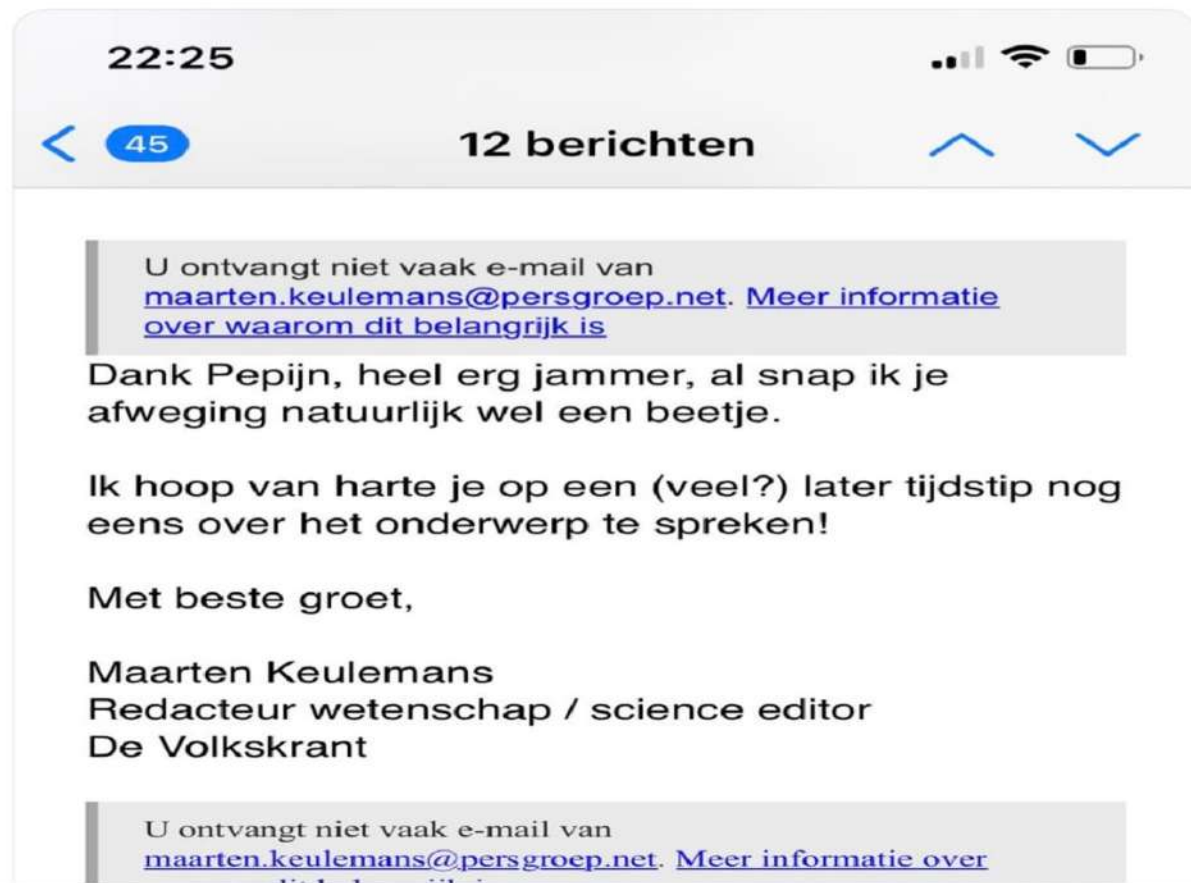 22:25
45
12 berichten
U ontvangt niet vaak e-mail van
maarten.keulemans@persgroep.net. Meer informatie
over waarom dit belangrijk is
Dank Pepijn, heel erg jammer, al snap ik je
afweging natuurlijk wel een beetje.
Ik hoop van harte je op een (veel?) later tijdstip nog
eens over het onderwerp te spreken!
Met beste groet,
Maarten Keulemans
Redacteur wetenschap / science editor
De Volkskrant
U ontvangt niet vaak e-mail van
maarten.keulemans@persgroep.net. Meer informatie over